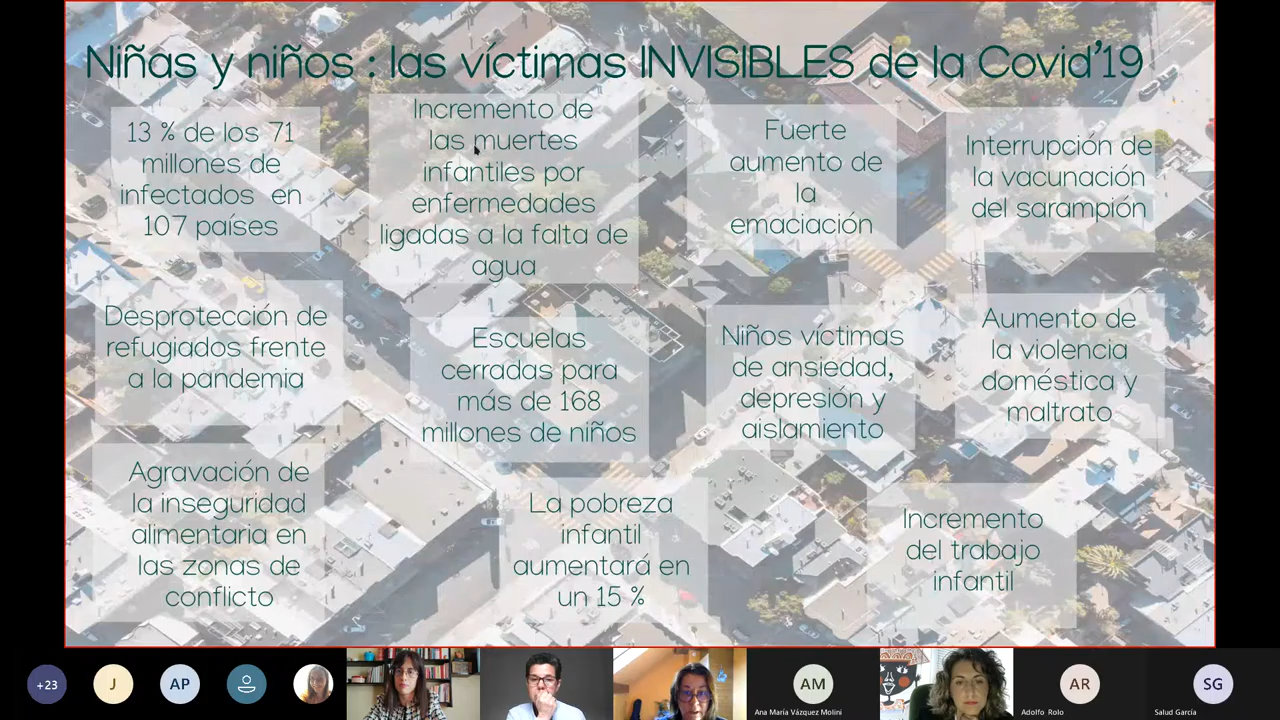 Niñas y niños : las víctimas INVISIBLES de la Covid'19
13 % de los 71
millones de
infectados en
107 países
Incremento de
las muertes
infantiles por
enfermedades
ligadas a la falta de
agua
Fuerte
aumento de
la
emaciación
Interrupción de
la vacunación
del sarampión
Desprotección de
refugiados frente
a la pandemia
Escuelas
cerradas para
más de 168
millones de niños
Niños víctimas
de ansiedad,
depresión y
aislamiento
Aumento de
la violencia
doméstica y
maltrato
Agravación de
la inseguridad
alimentaria en
las zonas de
conflicto
La pobreza
infantil
aumentará en
un 15 %
Incremento
del trabajo
infantil
+23
J
AP
AM
Ana María Vázquez Molini
AR
Adolfo Rolo
SG
Salud García